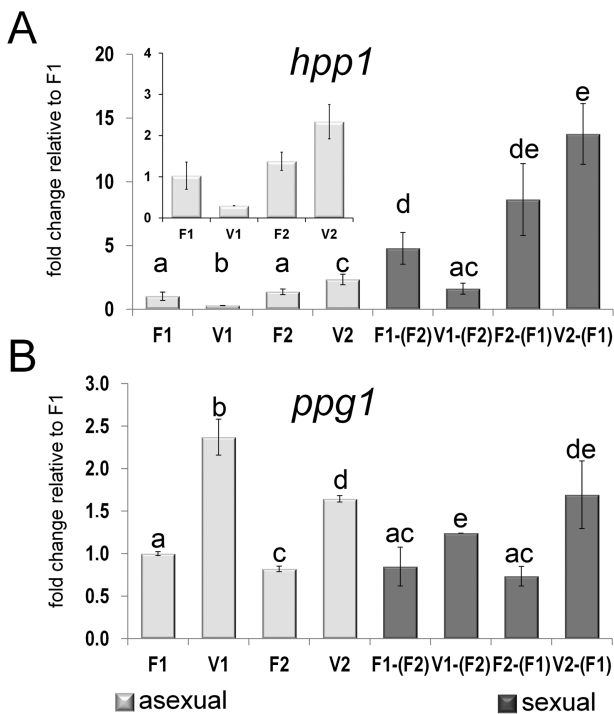 A
hpp1
fold change relative to F1
20
15
10
5
0
4
3
2
1
0
F1 V1 F2 V2
a b a c d ac de e
F1 V1 F2 V2 F1-(F2) V1-(F2) F2-(F1) V2-(F1)
B
ppg1
fold change relative to F1
3.0
2.5
2.0
1.5
1.0
0.5
0.0
a b c d ac e ac de
F1 V1 F2 V2 F1-(F2) V1-(F2) F2-(F1) V2-(F1)
asexual sexual